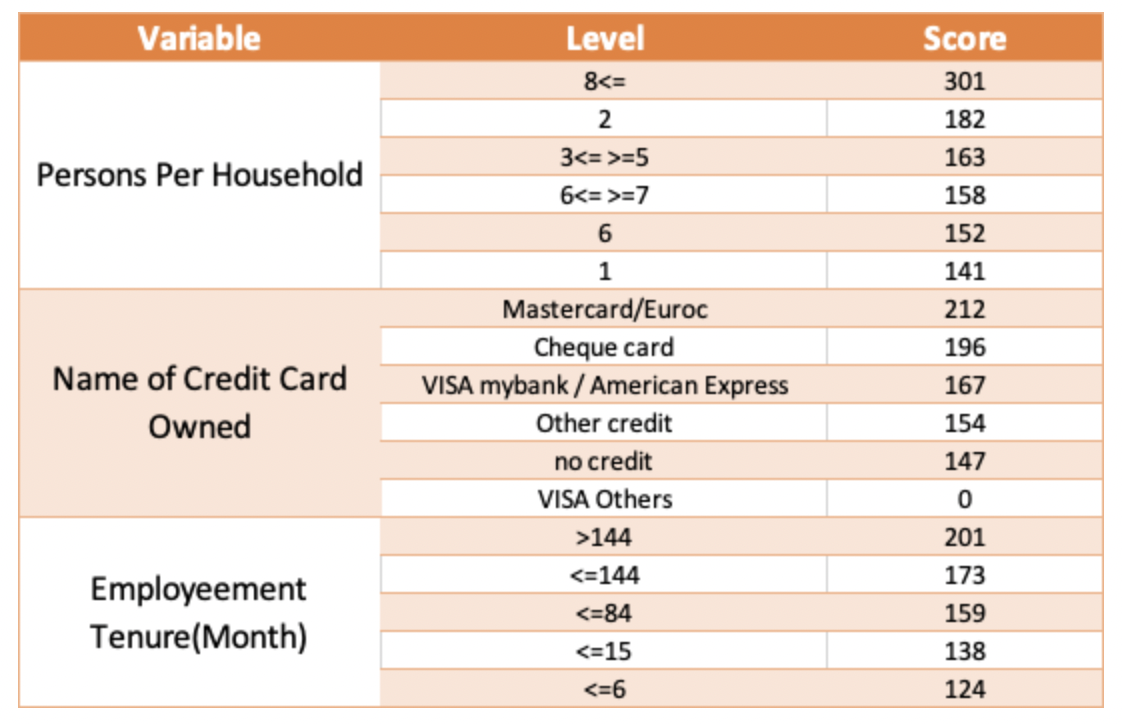 Variable Level Score
Persons Per Household
8<= 301
2 182
3<= >=5 163
6<= >=7 158
6 152
1 141
Name of Credit Card
Owned
Mastercard/Euroc 212
Cheque card 196
VISA mybank / American Express 167
Other credit 154
no credit 147
VISA Others 0
Employeement
Tenure(Month)
>144 201
<=144 173
<=84 159
<=15 138
<=6 124